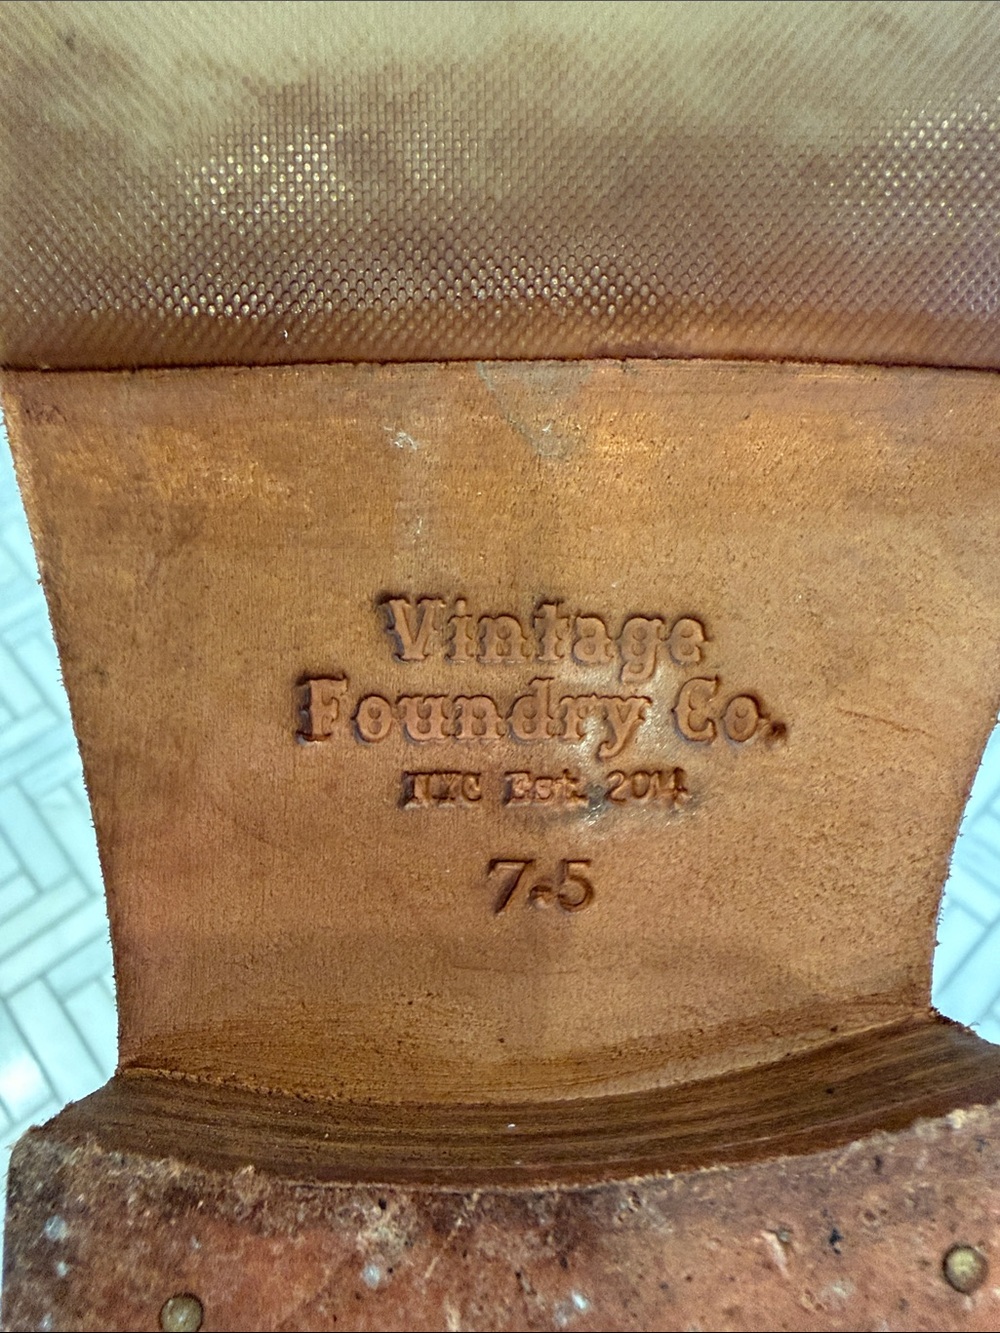 Vintage
Foundry Co.
NYC Est. 2014
7.5